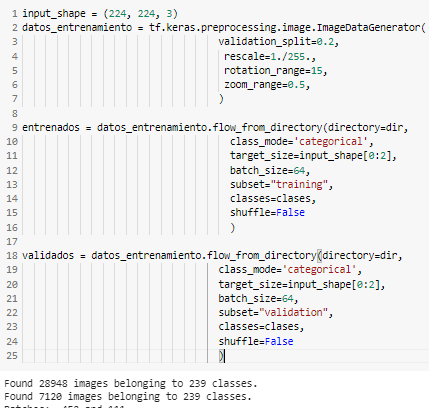 1 input_shape = (224, 224, 3)
2 datos_entrenamiento = tf.keras.preprocessing.image.ImageDataGenerator(
3 validation_split=0.2,
4 rescale=1./255.,
5 rotation_range=15,
6 zoom_range=0.5,
7 )
8
9 entrenados = datos_entrenamiento.flow_from_directory(directory=dir,
10 class_mode='categorical',
11 target_size=input_shape[0:2],
12 batch_size=64,
13 subset="training",
14 classes=clases,
15 shuffle=False
16 )
17
18 validados = datos_entrenamiento.flow_from_directory(directory=dir,
19 class_mode='categorical',
20 target_size=input_shape[0:2],
21 batch_size=64,
22 subset="validation",
23 classes=clases,
24 shuffle=False
25 )
Found 28948 images belonging to 239 classes.
Found 7120 images belonging to 239 classes.